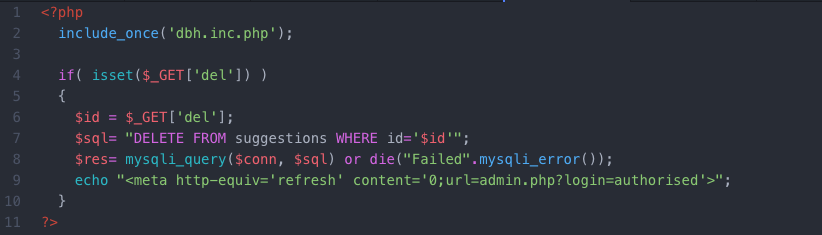 1 <?php
2 include_once('dbh.inc.php');
3
4 if( isset($_GET['del']) )
5 {
6 $id = $_GET['del'];
7 $sql= "DELETE FROM suggestions WHERE id='$id'";
8 $res= mysqli_query($conn, $sql) or die("Failed".mysqli_error());
9 echo "<meta http-equiv='refresh' content='0;url=admin.php?login=authorised'>";
10 }
11 ?>